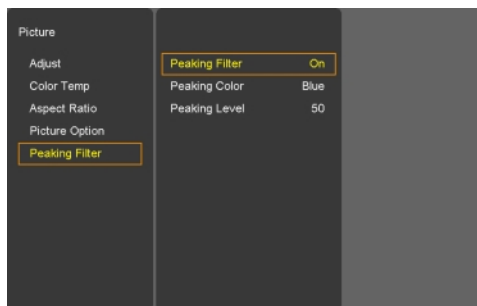 Picture
Adjust
Color Temp
Aspect Ratio
Picture Option
Peaking Filter
Peaking Filter On
Peaking Color Blue
Peaking Level 50